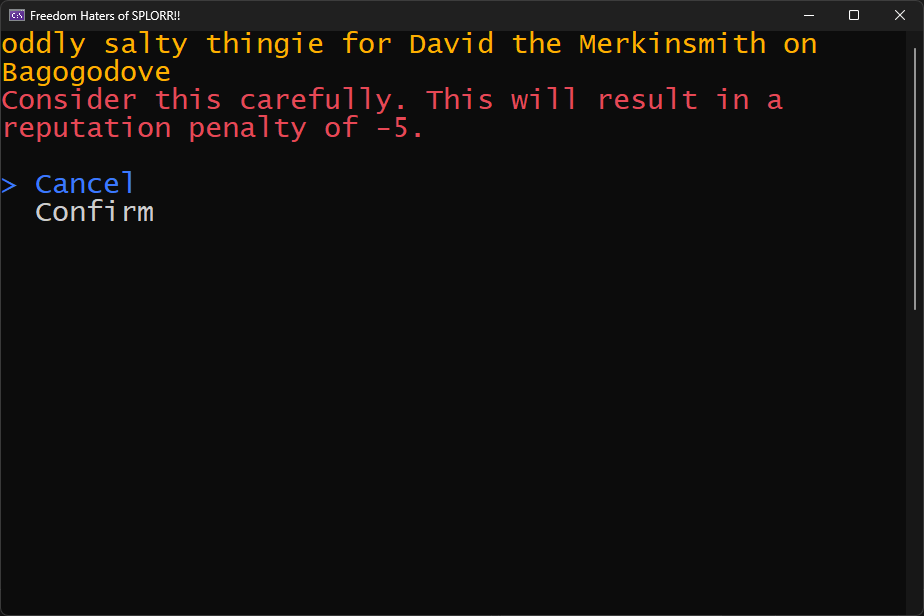 Freedom Haters of SPLORR!!
oddly salty thingie for David the Merkinsmith on
Bagogodove
Consider this carefully. This will result in a
reputation penalty of -5.
> Cancel
Confirm